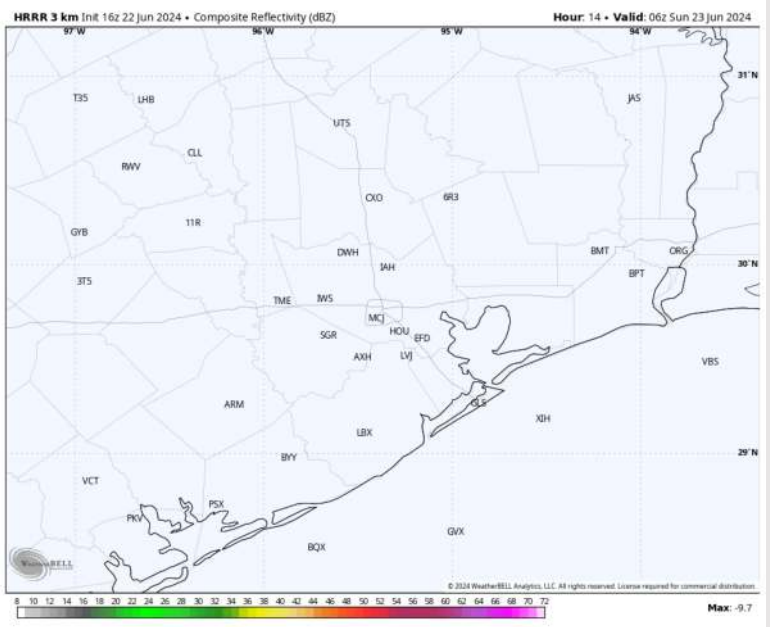 HRRR 3 km Init 16z 22 Jun 2024 • Composite Reflectivity (dBZ) Hour: 14 • Valid: 06z Sun 23 Jun 2024
97°W 96°W 95°W 94°W
31°N
T35 LHB JAS
UTS
CLL
RWV
CXO 6R3
11R
GYB
DWH BMT ORG
IAH 30°N
3T5 BPT
TME IWS
MCJ
SGR HOU EFD
AXH LVJ VBS
ARM GLS
XIH
LBX
BYY 29°N
VCT
PSX
PKV
GVX
BQX
WEATHERBELL
© 2024 WeatherBELL Analytics, LLC. All rights reserved. License required for commercial distribution.
8 10 12 14 16 18 20 22 24 26 28 30 32 34 36 38 40 42 44 46 48 50 52 54 56 58 60 62 64 66 68 70 72
Max: -9.7